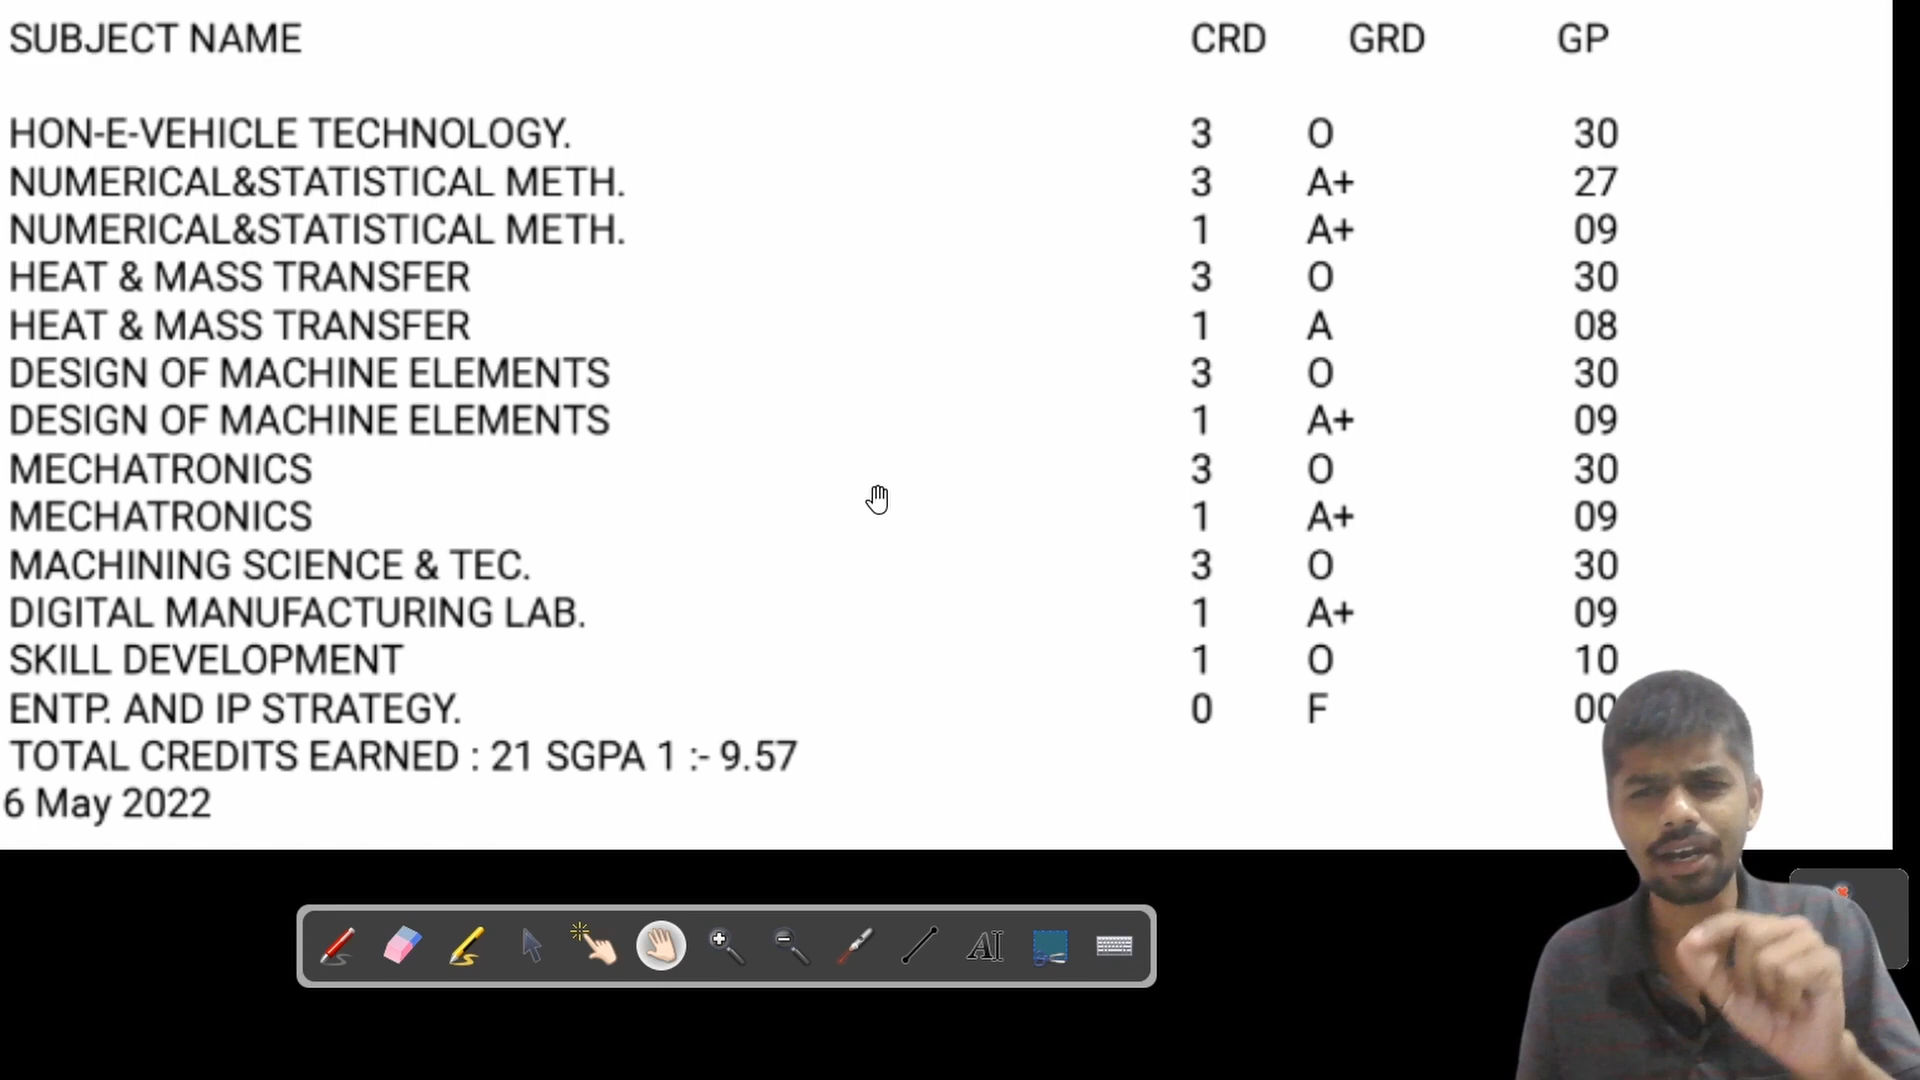 SUBJECT NAME CRD GRD GP
HON-E-VEHICLE TECHNOLOGY. 3 O 30
NUMERICAL&STATISTICAL METH. 3 A+ 27
NUMERICAL&STATISTICAL METH. 1 A+ 09
HEAT & MASS TRANSFER 3 O 30
HEAT & MASS TRANSFER 1 A 08
DESIGN OF MACHINE ELEMENTS 3 O 30
DESIGN OF MACHINE ELEMENTS 1 A+ 09
MECHATRONICS 3 O 30
MECHATRONICS 1 A+ 09
MACHINING SCIENCE & TEC. 3 O 30
DIGITAL MANUFACTURING LAB. 1 A+ 09
SKILL DEVELOPMENT 1 O 10
ENTP. AND IP STRATEGY. 0 F 00
TOTAL CREDITS EARNED : 21 SGPA 1 :- 9.57
6 May 2022
AI